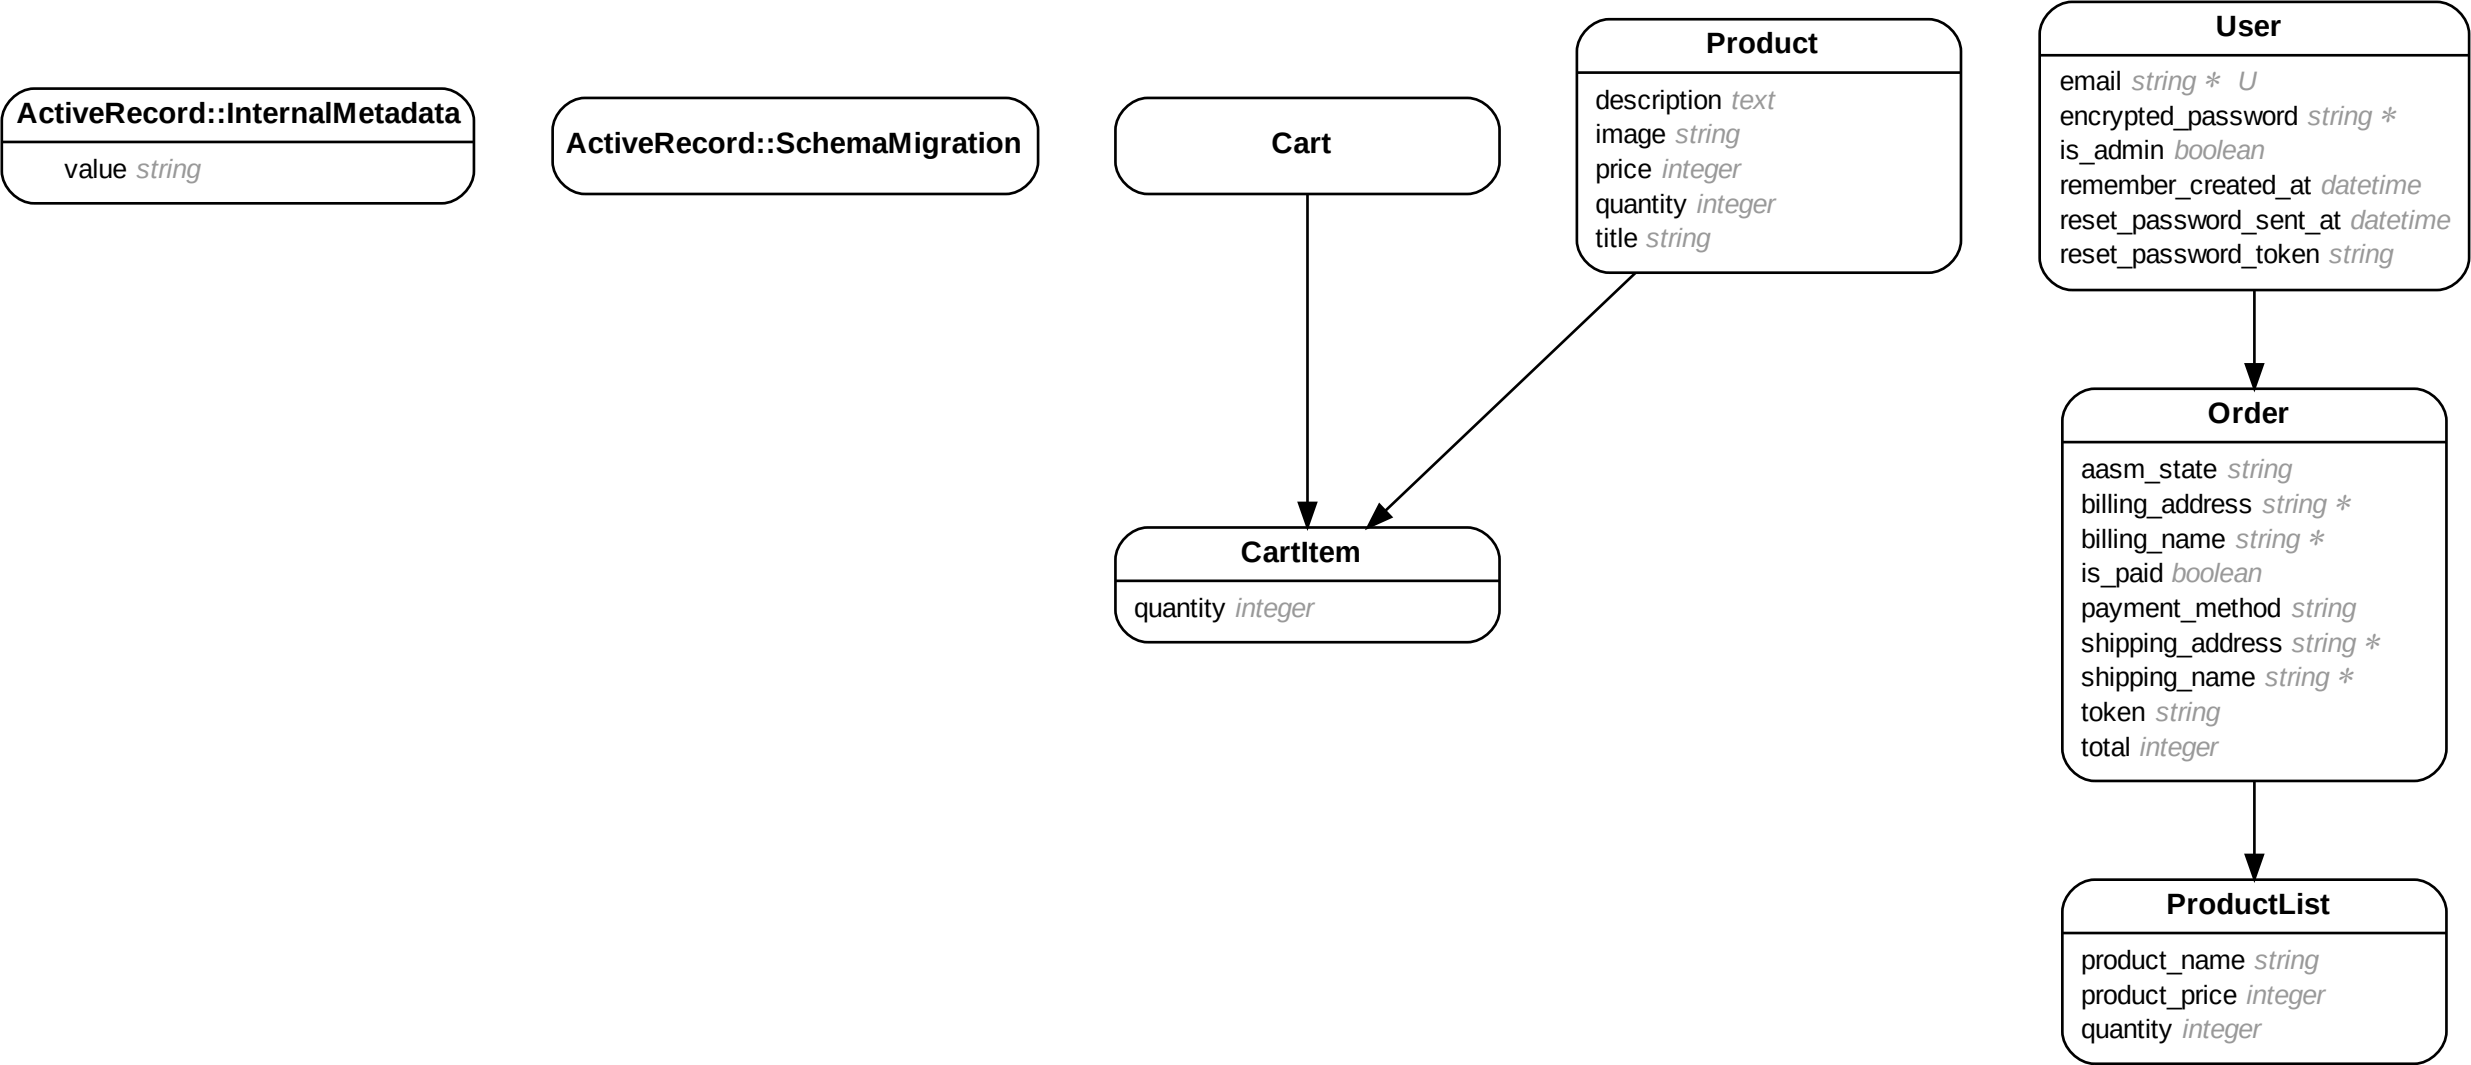 ActiveRecord::InternalMetadata
value string
ActiveRecord::SchemaMigration
Cart
Product
description text
image string
price integer
quantity integer
title string
User
email string ∗ U
encrypted_password string ∗
is_admin boolean
remember_created_at datetime
reset_password_sent_at datetime
reset_password_token string
CartItem
quantity integer
Order
aasm_state string
billing_address string ∗
billing_name string ∗
is_paid boolean
payment_method string
shipping_address string ∗
shipping_name string ∗
token string
total integer
ProductList
product_name string
product_price integer
quantity integer